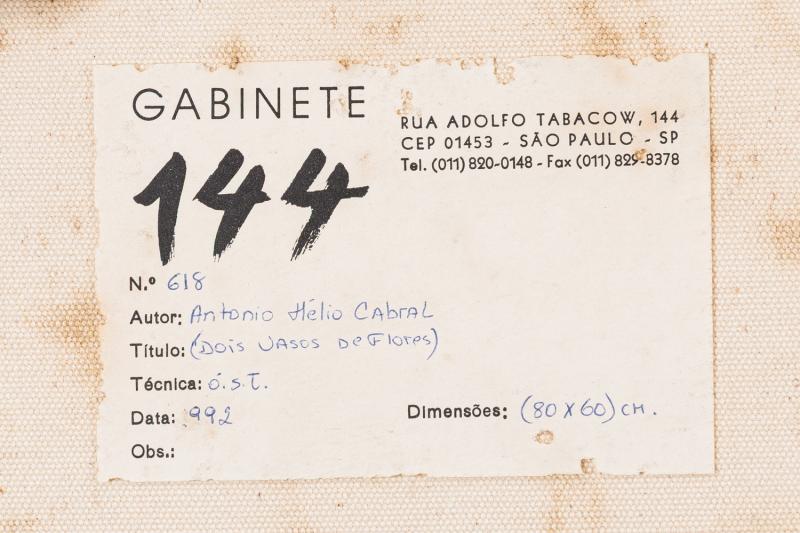 GABINETE
144
RUA ADOLFO TABACOW, 144
CEP 01453 - SÃO PAULO - SP
Tel. (011) 820-0148 - Fax (011) 829-8378
N.º 618
Autor: Antonio Hélio CABRAL
Título: (DOIS VASOS DE FLORES)
Técnica: ó.s.t.
Data: 992
Dimensões: (80 X 60) CM.
Obs.: